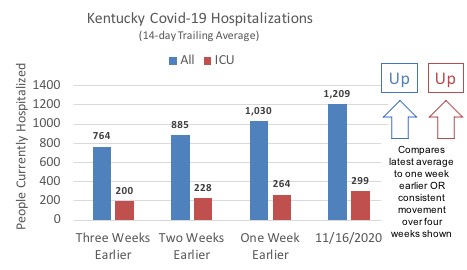 Kentucky Covid-19 Hospitalizations
(14-day Trailing Average)
All ICU
People Currently Hospitalized
1400
1200
1000
800
600
400
200
0
764
200
885
228
1,030
264
1,209
299
Three Weeks
Earlier
Two Weeks
Earlier
One Week
Earlier
11/16/2020
Up
Up
Compares
latest average
to one week
earlier OR
consistent
movement
over four
weeks shown